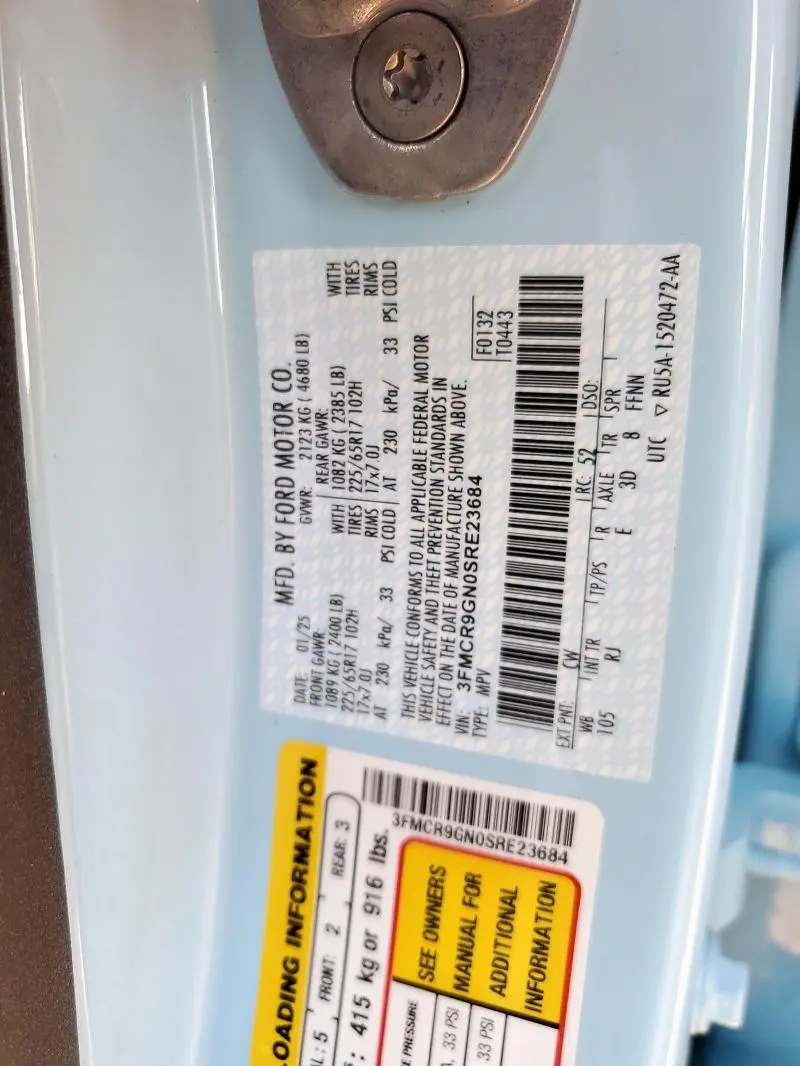 MFD. BY FORD MOTOR CO.
DATE: 01/25 GVWR: 2123 KG ( 4680 LB)
FRONT GAWR: REAR GAWR:
1089 KG ( 2400 LB) WITH 1082 KG ( 2385 LB) WITH
225/65R17 102H TIRES 225/65R17 102H TIRES
17x7.0J RIMS 17x7.0J RIMS
AT 230 kPa/ 33 PSI COLD AT 230 kPa/ 33 PSI COLD
THIS VEHICLE CONFORMS TO ALL APPLICABLE FEDERAL MOTOR
VEHICLE SAFETY AND THEFT PREVENTION STANDARDS IN
EFFECT ON THE DATE OF MANUFACTURE SHOWN ABOVE.
VIN: 3FMCR9GN0SRE23684 F0132
TYPE: MPV T0443
EXT PNT: CW RC: 52 DSO:
WB INT TR TP/PS R AXLE TR SPR
105 RJ E 3D 8 FFNN
UTC ▽ RU5A-1520472-AA
OADING INFORMATION
L: 5 FRONT: 2 REAR: 3
: 415 kg or 916 lbs.
3FMCR9GN0SRE23684
E PRESSURE
, 33 PSI
33 PSI
SEE OWNERS
MANUAL FOR
ADDITIONAL
INFORMATION